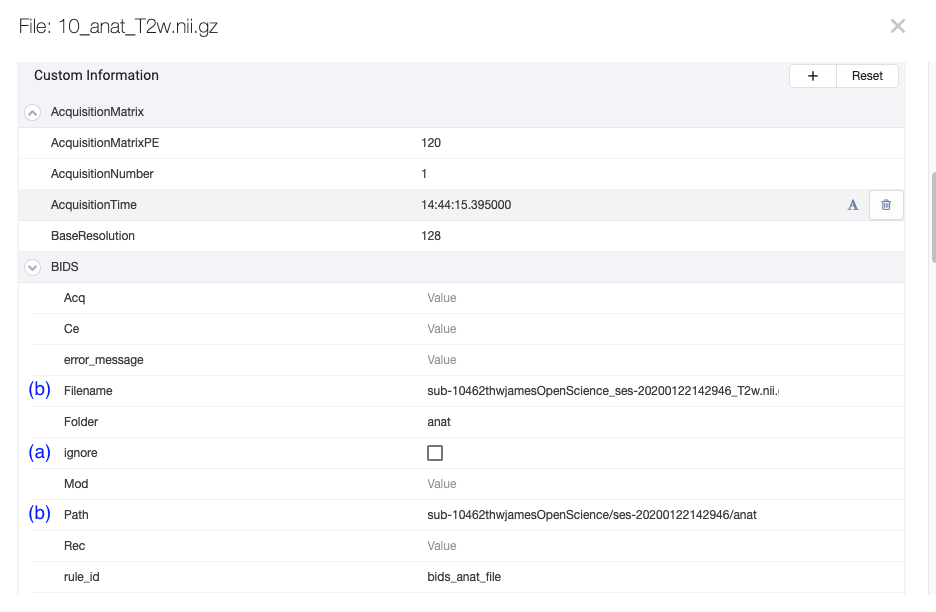 File: 10_anat_T2w.nii.gz
Custom Information + Reset
AcquisitionMatrix
AcquisitionMatrixPE 120
AcquisitionNumber 1
AcquisitionTime 14:44:15.395000 A
BaseResolution 128
BIDS
Acq Value
Ce Value
error_message Value
(b) Filename sub-10462thwjamesOpenScience_ses-20200122142946_T2w.nii.
Folder anat
(a) ignore
Mod Value
(b) Path sub-10462thwjamesOpenScience/ses-20200122142946/anat
Rec Value
rule_id bids_anat_file